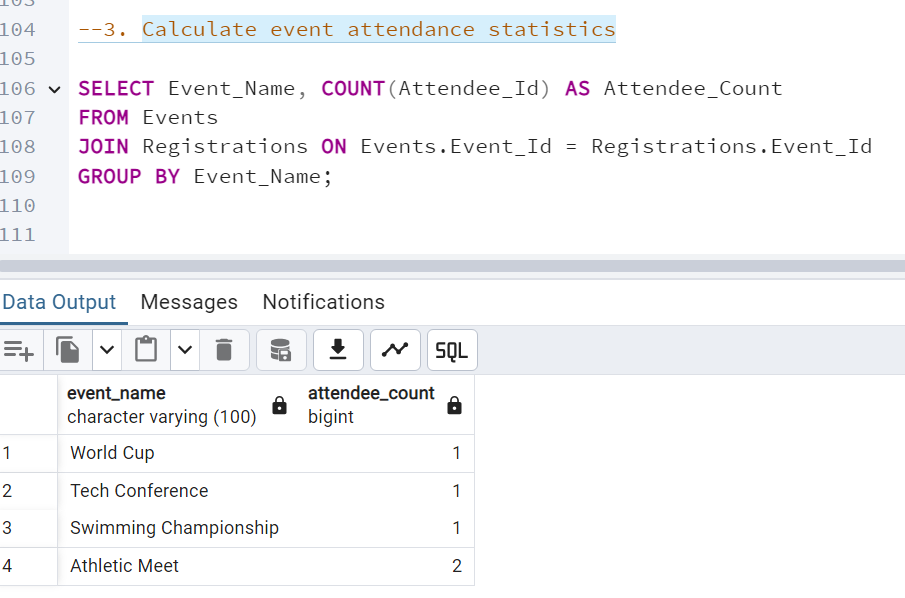 103
104 --3. Calculate event attendance statistics
105
106 SELECT Event_Name, COUNT(Attendee_Id) AS Attendee_Count
107 FROM Events
108 JOIN Registrations ON Events.Event_Id = Registrations.Event_Id
109 GROUP BY Event_Name;
110
111
Data Output Messages Notifications
SQL
event_name attendee_count
character varying (100) bigint
1 World Cup 1
2 Tech Conference 1
3 Swimming Championship 1
4 Athletic Meet 2